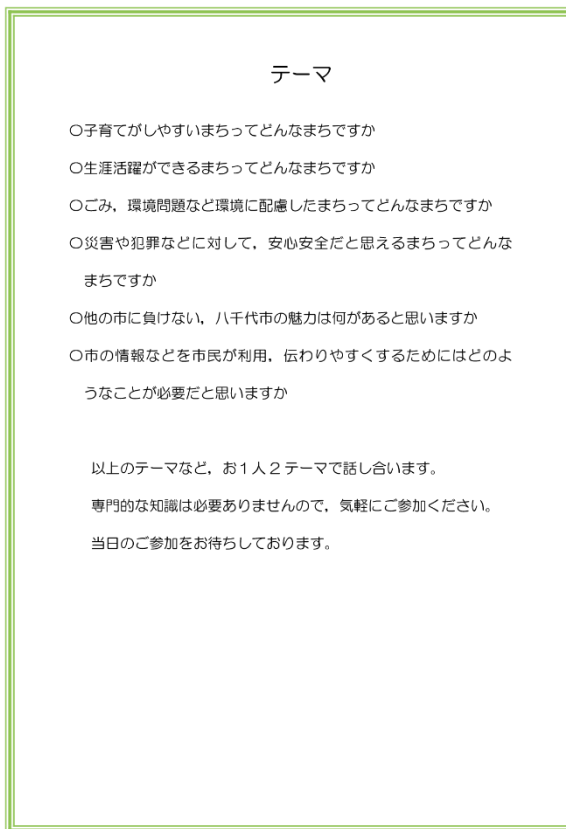 テーマ
〇子育てがしやすいまちってどんなまちですか
〇生涯活躍ができるまちってどんなまちですか
〇ごみ，環境問題など環境に配慮したまちってどんなまちですか
〇災害や犯罪などに対して，安心安全だと思えるまちってどんな
まちですか
〇他の市に負けない，八千代市の魅力は何があると思いますか
〇市の情報などを市民が利用，伝わりやすくするためにはどのよ
うなことが必要だと思いますか
以上のテーマなど，お１人２テーマで話し合います。
専門的な知識は必要ありませんので，気軽にご参加ください。
当日のご参加をお待ちしております。